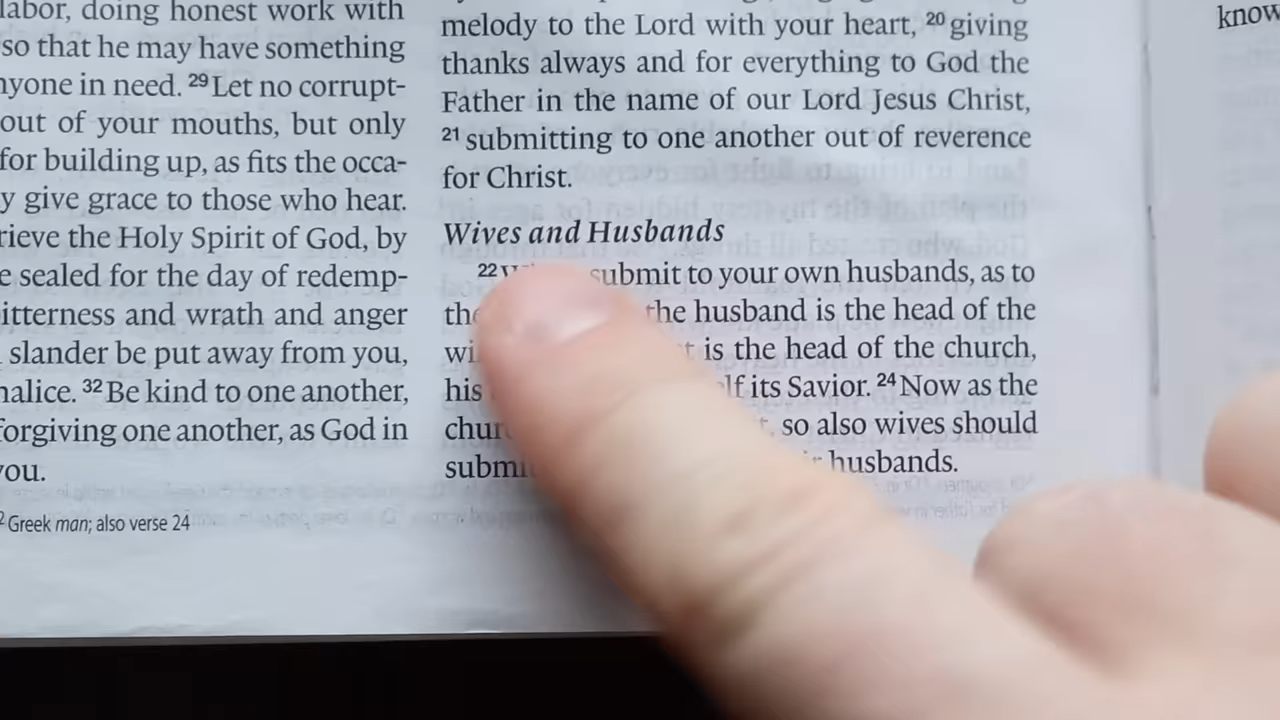 labor, doing honest work with
so that he may have something
nyone in need. 29 Let no corrupt-
out of your mouths, but only
for building up, as fits the occa-
y give grace to those who hear.
rieve the Holy Spirit of God, by
e sealed for the day of redemp-
itterness and wrath and anger
slander be put away from you,
nalice. 32 Be kind to one another,
forgiving one another, as God in
you.
2 Greek man; also verse 24
melody to the Lord with your heart, 20 giving
thanks always and for everything to God the
Father in the name of our Lord Jesus Christ,
21 submitting to one another out of reverence
for Christ.
Wives and Husbands
22 submit to your own husbands, as to
the the husband is the head of the
wi is the head of the church,
his lf its Savior. 24 Now as the
chur so also wives should
submi husbands.
know